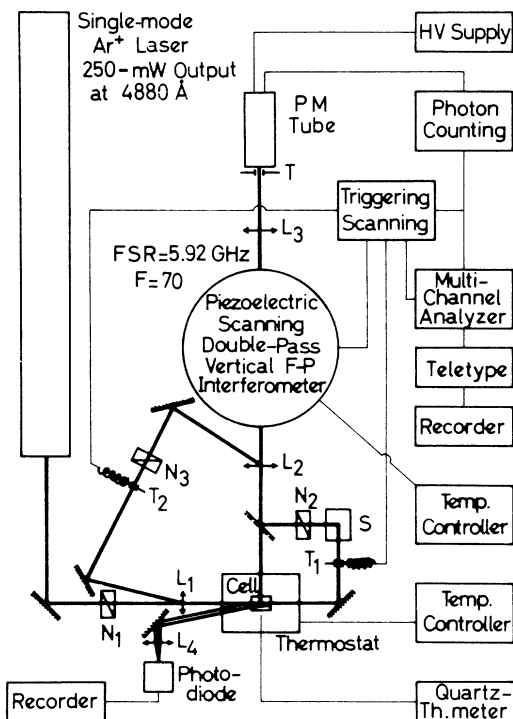 Single-mode
Ar+ Laser
250-mW Output
at 4880 Å
HV Supply
PM
Tube
Photon
Counting
T
Triggering
Scanning
L3
FSR=5.92 GHz
F=70
Multi-
Channel
Analyzer
Piezoelectric
Scanning
Double-Pass
Vertical F-P
Interferometer
Teletype
Recorder
N3
T2
L2
N2
S
Temp.
Controller
T1
L1
Cell
N1
Temp.
Controller
Thermostat
L4
Photo-
diode
Recorder
Quartz-
Th.meter